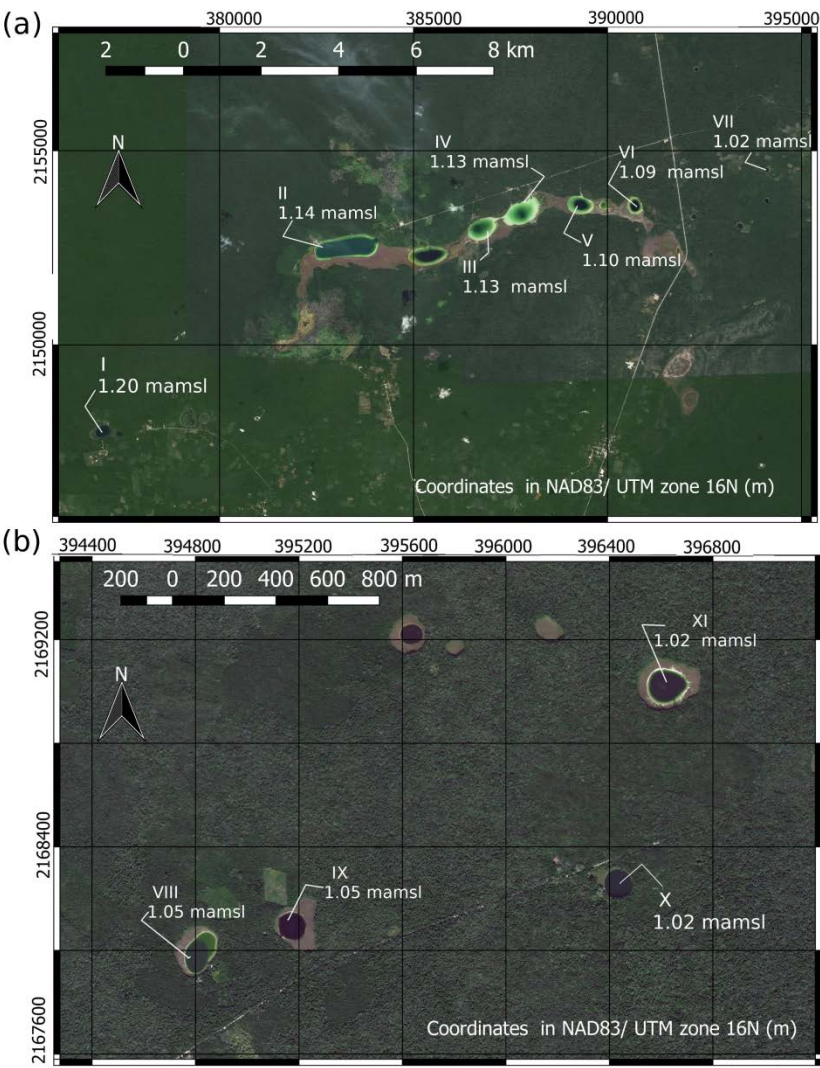 (a)
380000 385000 390000 395000
2 0 2 4 6 8 km
2155000
2150000
N
IV
1.13 mamsl
VI
1.09 mamsl
VII
1.02 mamsl
II
1.14 mamsl
V
1.10 mamsl
III
1.13 mamsl
I
1.20 mamsl
Coordinates in NAD83/ UTM zone 16N (m)
(b)
394400 394800 395200 395600 396000 396400 396800
200 0 200 400 600 800 m
2169200
2168400
2167600
N
XI
1.02 mamsl
IX
1.05 mamsl
VIII
1.05 mamsl
X
1.02 mamsl
Coordinates in NAD83/ UTM zone 16N (m)